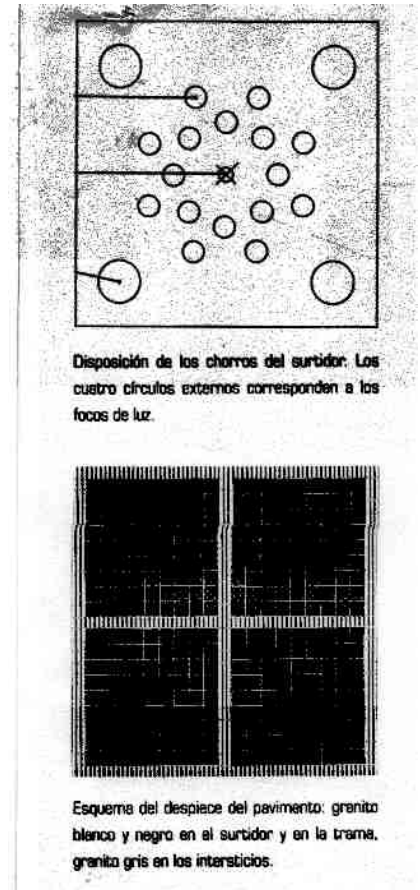 Disposición de los chorros del surtidor. Los
cuatro círculos externos corresponden a los
focos de luz.
Esquema del despiece del pavimento: granito
blanco y negro en el surtidor y en la trama,
granito gris en los intersticios.